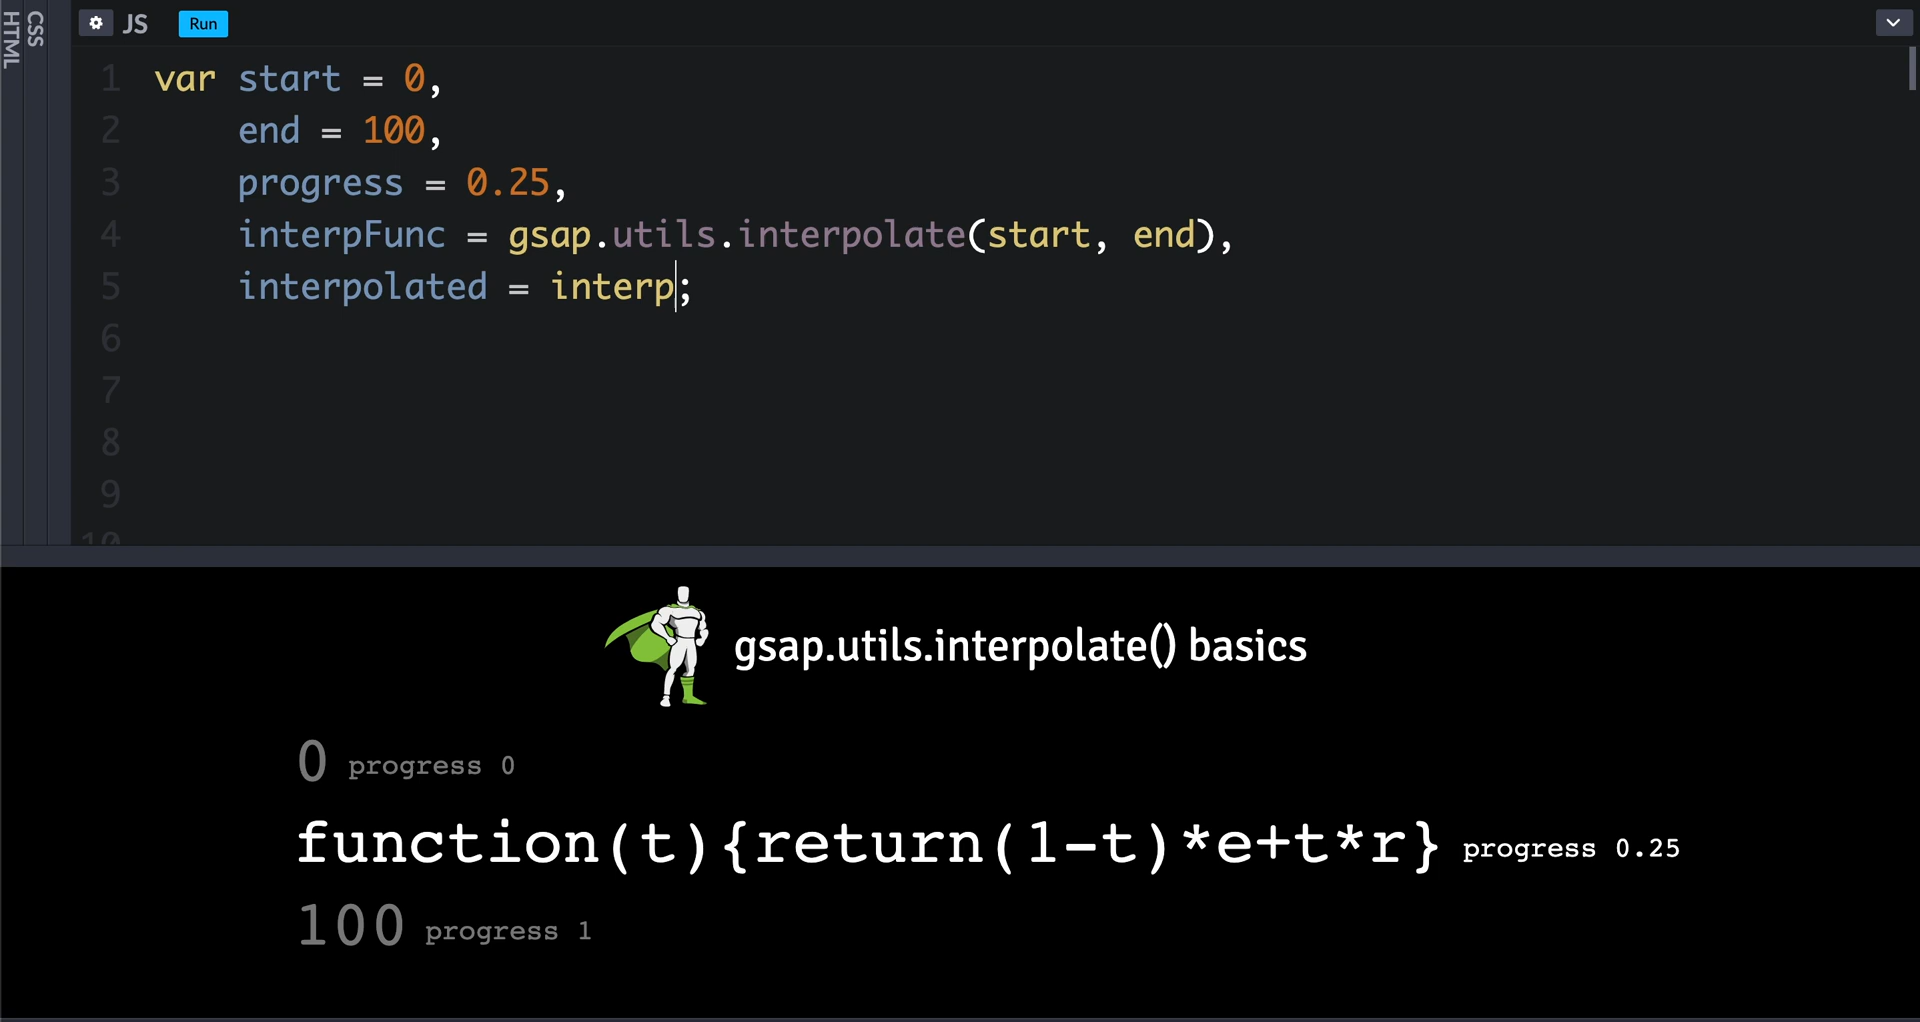 HTML
CSS
JS Run
1 var start = 0,
2 end = 100,
3 progress = 0.25,
4 interpFunc = gsap.utils.interpolate(start, end),
5 interpolated = interp;
6
7
8
9
10
gsap.utils.interpolate() basics
0 progress 0
function(t){return(1-t)*e+t*r} progress 0.25
100 progress 1